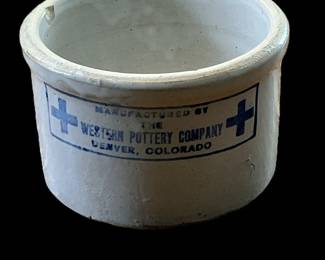 MANUFACTURED BY
THE
WESTERN POTTERY COMPANY
DENVER, COLORADO